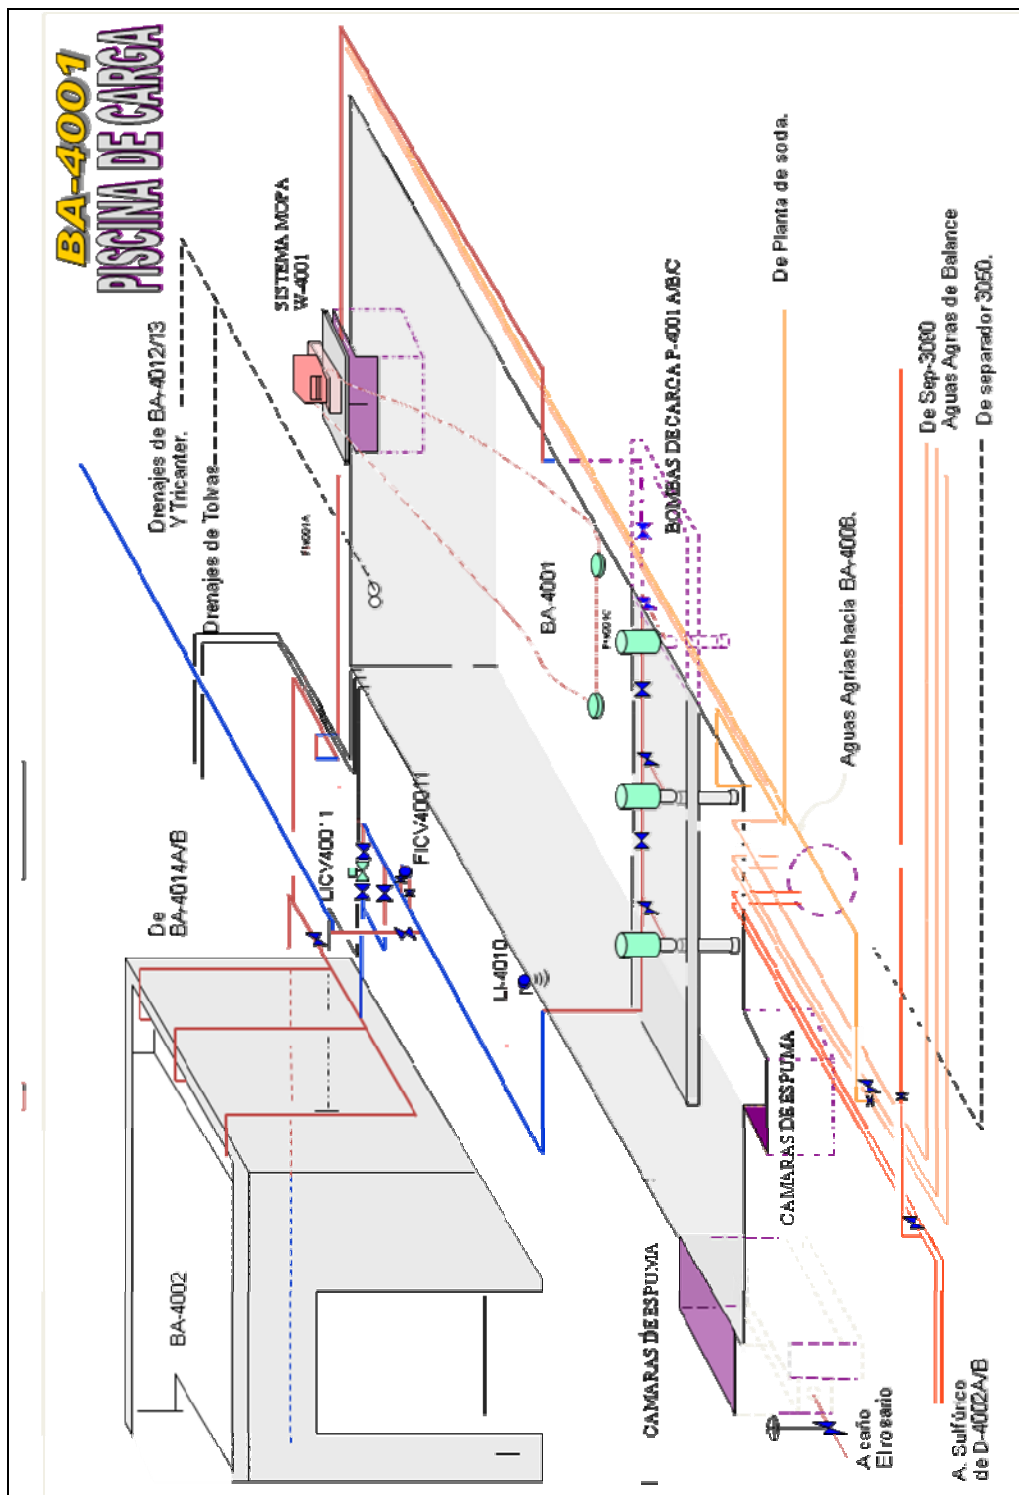 BA-4001
PISCINA DE CARGA
Drenajes de BA-4012/13
Y Tricanter.
Drenajes de Tolvas
SISTEMA MOPA
W-4001
De Planta de soda.
De Sep-3080
Aguas Agrias de Balance
De separador 3050.
BOMBAS DE CARGA P-4001 A/B/C
BA-4001
Aguas Agrias hacia BA-4006.
De
BA-4014A/B
LICV40011
FICV40011
LI-4010
BA-4002
CAMARAS DE ESPUMA
CAMARAS DE ESPUMA
A caño
El rosario
A. Sulfúrico
de D-4002A/B